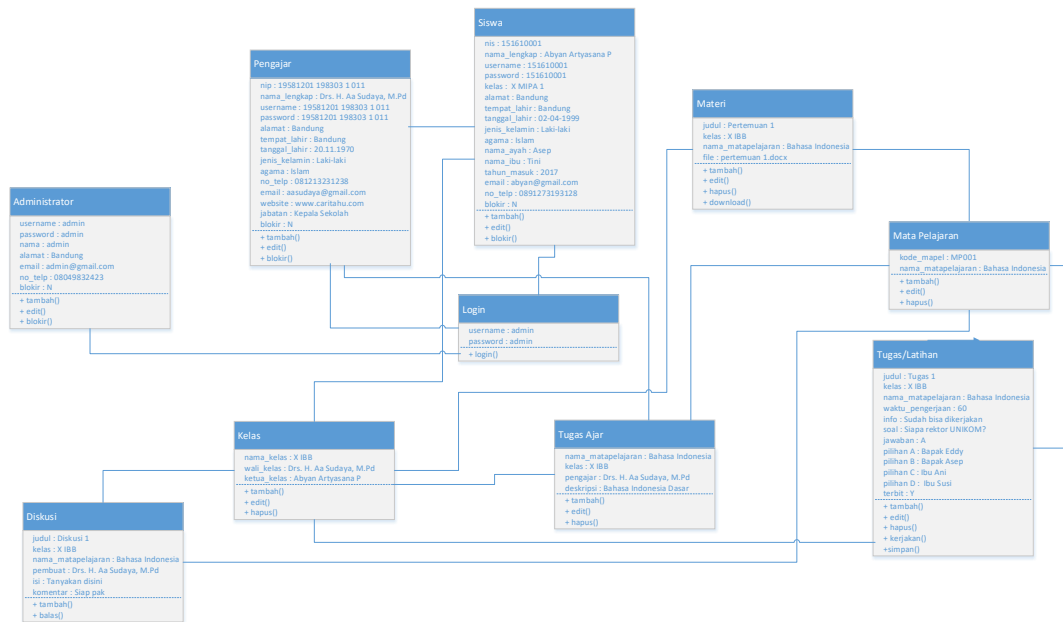 Siswa
nis : 151610001
nama_lengkap : Abyan Artyasana P
username : 151610001
password : 151610001
kelas : X MIPA 1
alamat : Bandung
tempat_lahir : Bandung
tanggal_lahir : 02-04-1999
jenis_kelamin : Laki-laki
agama : Islam
nama_ayah : Asep
nama_ibu : Tini
tahun_masuk : 2017
email : abyan@gmail.com
no_telp : 0891273193128
blokir : N
+ tambah()
+ edit()
+ blokir()
Pengajar
nip : 19581201 198303 1 011
nama_lengkap : Drs. H. Aa Sudaya, M.Pd
username : 19581201 198303 1 011
password : 19581201 198303 1 011
alamat : Bandung
tempat_lahir : Bandung
tanggal_lahir : 20.11.1970
jenis_kelamin : Laki-laki
agama : Islam
no_telp : 081213231238
email : aasudaya@gmail.com
website : www.caritahu.com
jabatan : Kepala Sekolah
blokir : N
+ tambah()
+ edit()
+ blokir()
Materi
judul : Pertemuan 1
kelas : X IBB
nama_matapelajaran : Bahasa Indonesia
file : pertemuan 1.docx
+ tambah()
+ edit()
+ hapus()
+ download()
Administrator
username : admin
password : admin
nama : admin
alamat : Bandung
email : admin@gmail.com
no_telp : 08049832423
blokir : N
+ tambah()
+ edit()
+ blokir()
Mata Pelajaran
kode_mapel : MP001
nama_matapelajaran : Bahasa Indonesia
+ tambah()
+ edit()
+ hapus()
Login
username : admin
password : admin
+ login()
Tugas/Latihan
judul : Tugas 1
kelas : X IBB
nama_matapelajaran : Bahasa Indonesia
waktu_pengerjaan : 60
info : Sudah bisa dikerjakan
soal : Siapa rektor UNIKOM?
jawaban : A
pilihan A : Bapak Eddy
pilihan B : Bapak Asep
pilihan C : Ibu Ani
pilihan D : Ibu Susi
terbit : Y
+ tambah()
+ edit()
+ hapus()
+ kerjakan()
+simpan()
Kelas
nama_kelas : X IBB
wali_kelas : Drs. H. Aa Sudaya, M.Pd
ketua_kelas : Abyan Artyasana P
+ tambah()
+ edit()
+ hapus()
Tugas Ajar
nama_matapelajaran : Bahasa Indonesia
kelas : X IBB
pengajar : Drs. H. Aa Sudaya, M.Pd
deskripsi : Bahasa Indonesia Dasar
+ tambah()
+ edit()
+ hapus()
Diskusi
judul : Diskusi 1
kelas : X IBB
nama_matapelajaran : Bahasa Indonesia
pembuat : Drs. H. Aa Sudaya, M.Pd
isi : Tanyakan disini
komentar : Siap pak
+ tambah()
+ balas()